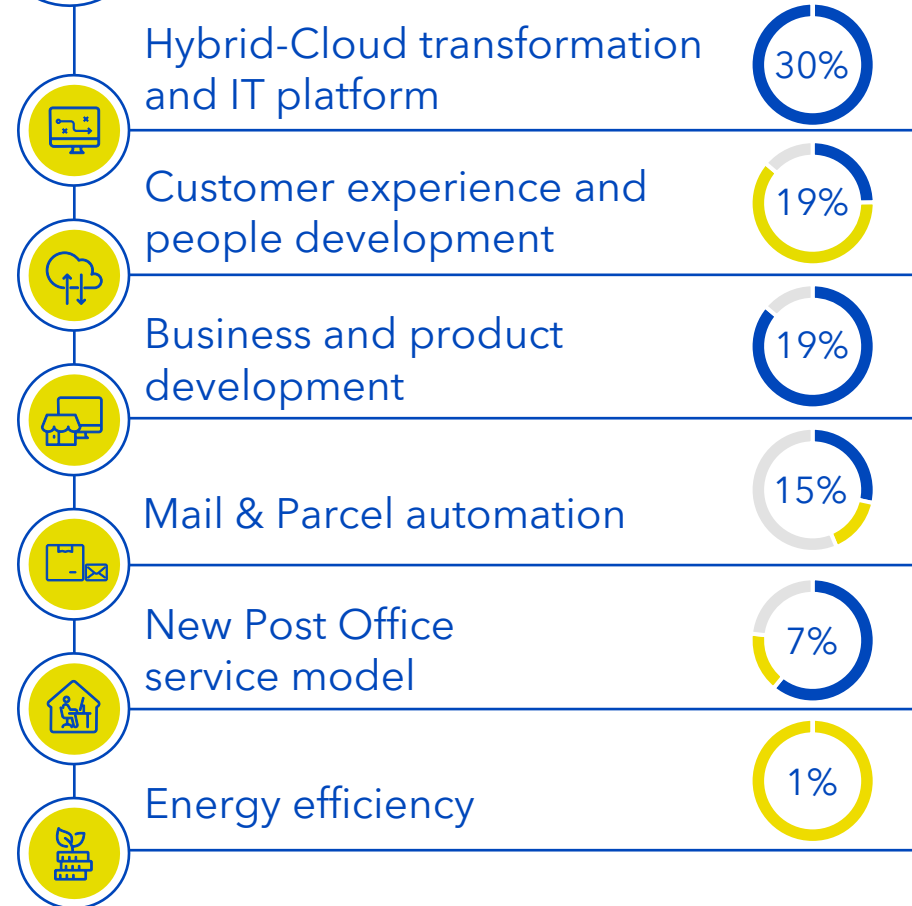 Hybrid-Cloud transformation
and IT platform
30%
Customer experience and
people development
19%
Business and product
development
19%
Mail & Parcel automation
15%
New Post Office
service model
7%
Energy efficiency
1%